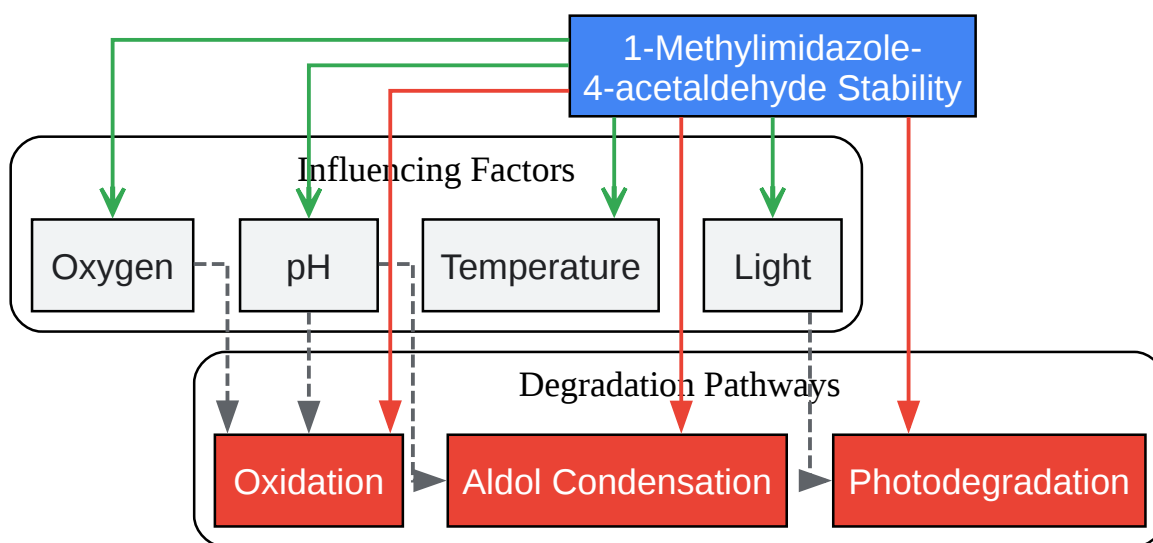 1-Methylimidazole-
4-acetaldehyde Stability
Influencing Factors
Oxygen
pH
Temperature
Light
Degradation Pathways
Oxidation
Aldol Condensation
Photodegradation